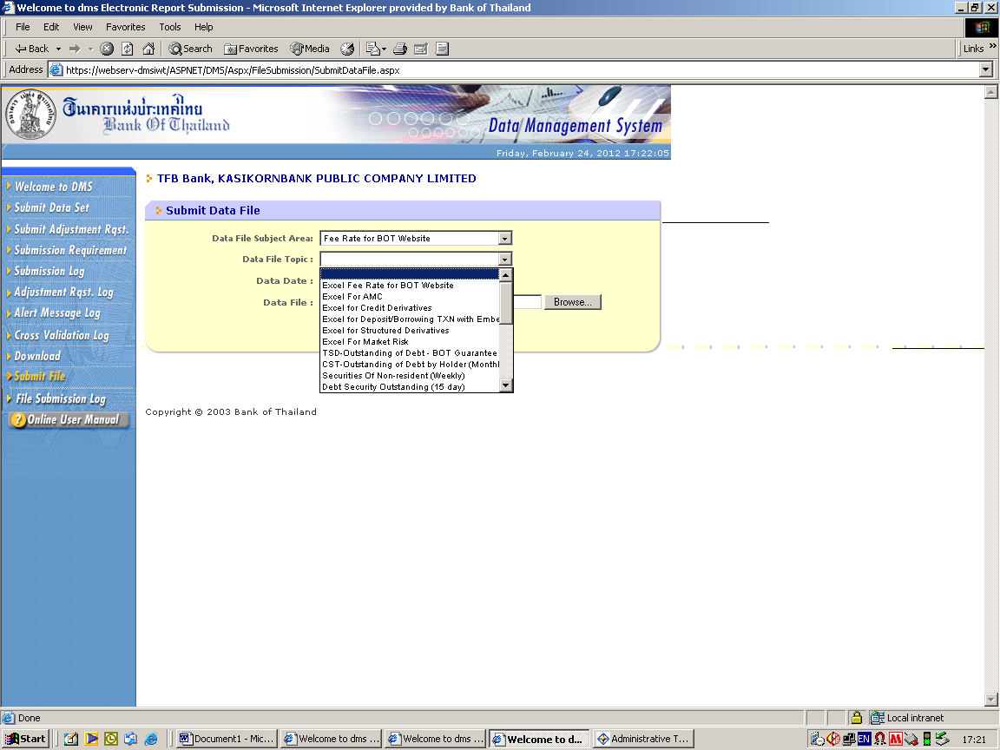 Welcome to dms Electronic Report Submission - Microsoft Internet Explorer provided by Bank of Thailand
File Edit View Favorites Tools Help
Back Search Favorites Media Links »
Address https://webserv-dmsiwt/ASPNET/DMS/Aspx/FileSubmission/SubmitDataFile.aspx
ธนาคารแห่งประเทศไทย
Bank Of Thailand
Data Management System
Friday, February 24, 2012 17:22:05
Welcome to DMS
Submit Data Set
Submit Adjustment Rqst.
Submission Requirement
Submission Log
Adjustment Rqst. Log
Alert Message Log
Cross Validation Log
Download
Submit File
File Submission Log
? Online User Manual
TFB Bank, KASIKORNBANK PUBLIC COMPANY LIMITED
Submit Data File
Data File Subject Area: Fee Rate for BOT Website
Data File Topic :
Data Date :
Data File : Browse...
Excel Fee Rate for BOT Website
Excel For AMC
Excel for Credit Derivatives
Excel for Deposit/Borrowing TXN with Embe
Excel for Structured Derivatives
Excel For Market Risk
TSD-Outstanding of Debt - BOT Guarantee
CST-Outstanding of Debt by Holder (Month
Securities Of Non-resident (Weekly)
Debt Security Outstanding (15 day)
Copyright © 2003 Bank of Thailand
Done Local intranet
Start Document1 - Mic... Welcome to dms ... Welcome to dms ... Welcome to d... Administrative T... EN 17:21